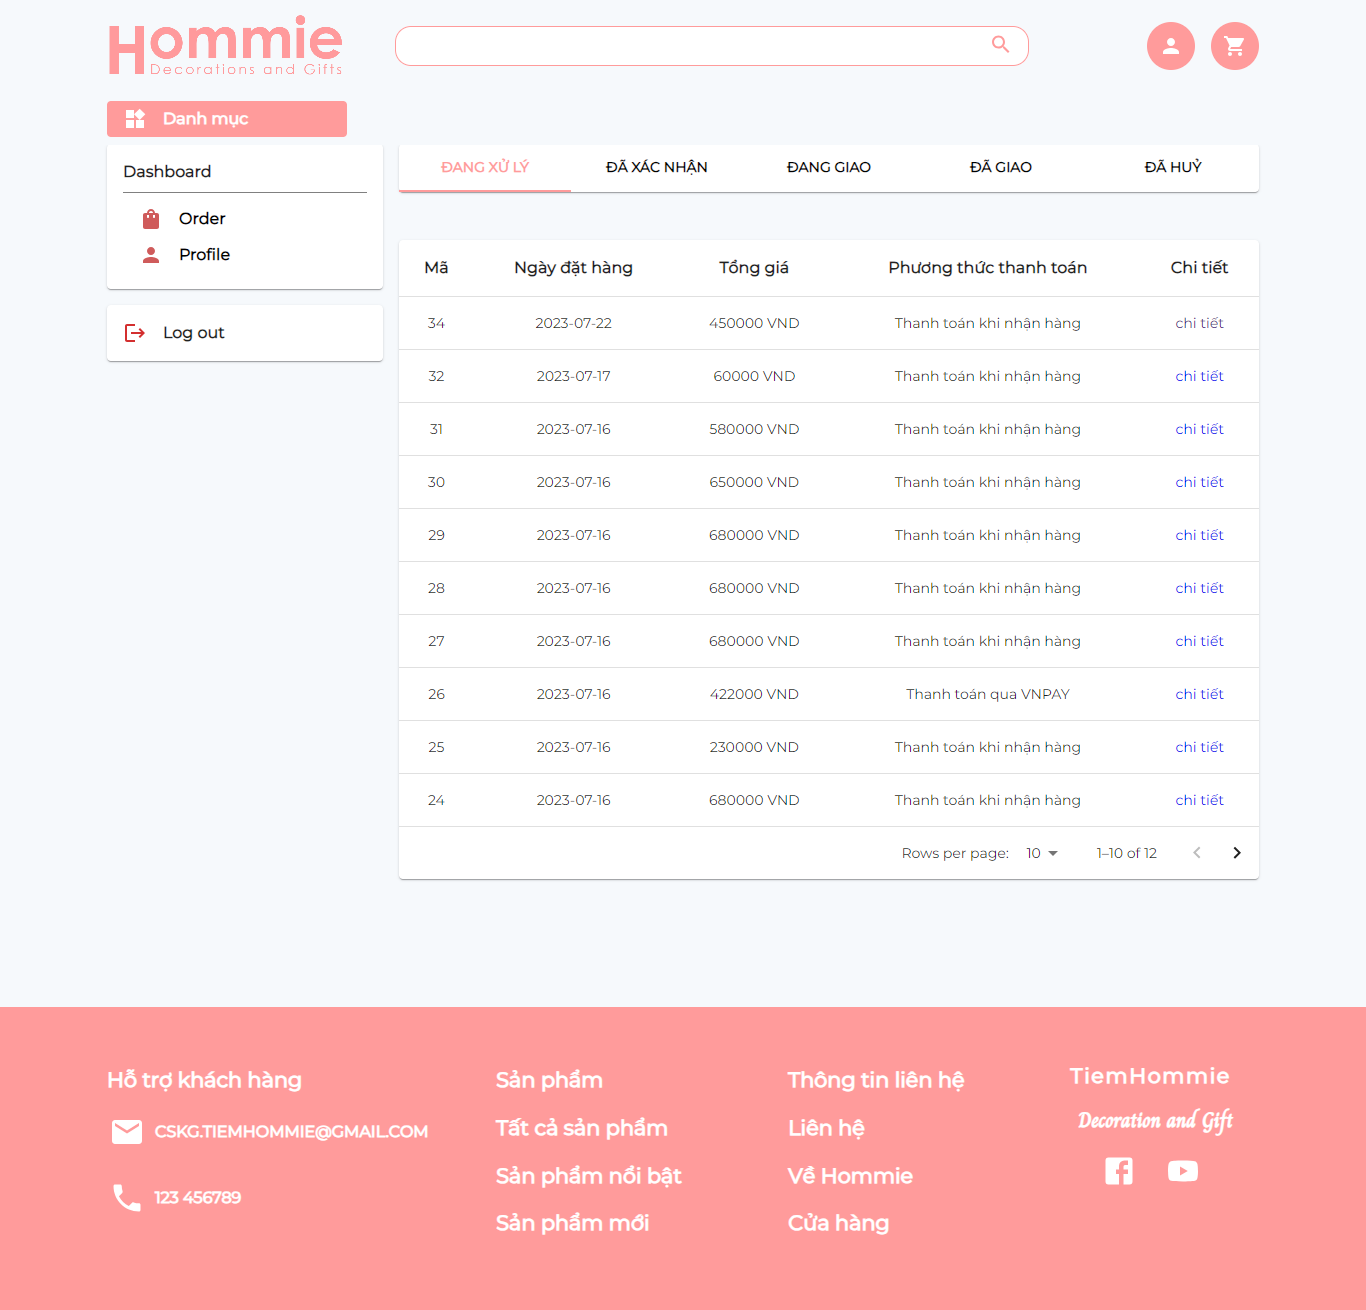 Hommie
Decorations and Gifts
Danh mục
Dashboard
Order
Profile
Log out
ĐANG XỬ LÝ ĐÃ XÁC NHẬN ĐANG GIAO ĐÃ GIAO ĐÃ HUỶ
Mã Ngày đặt hàng Tổng giá Phương thức thanh toán Chi tiết
34 2023-07-22 450000 VND Thanh toán khi nhận hàng chi tiết
32 2023-07-17 60000 VND Thanh toán khi nhận hàng chi tiết
31 2023-07-16 580000 VND Thanh toán khi nhận hàng chi tiết
30 2023-07-16 650000 VND Thanh toán khi nhận hàng chi tiết
29 2023-07-16 680000 VND Thanh toán khi nhận hàng chi tiết
28 2023-07-16 680000 VND Thanh toán khi nhận hàng chi tiết
27 2023-07-16 680000 VND Thanh toán khi nhận hàng chi tiết
26 2023-07-16 422000 VND Thanh toán qua VNPAY chi tiết
25 2023-07-16 230000 VND Thanh toán khi nhận hàng chi tiết
24 2023-07-16 680000 VND Thanh toán khi nhận hàng chi tiết
Rows per page: 10 1–10 of 12
Hỗ trợ khách hàng
CSKG.TIEMHOMMIE@GMAIL.COM
123 456789
Sản phẩm
Tất cả sản phẩm
Sản phẩm nổi bật
Sản phẩm mới
Thông tin liên hệ
Liên hệ
Về Hommie
Cửa hàng
TiemHommie
Decoration and Gift